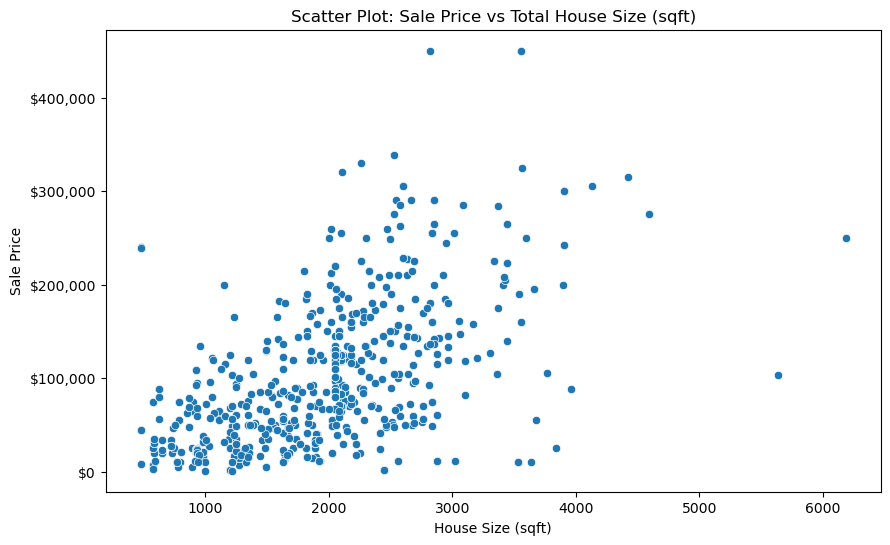 Scatter Plot: Sale Price vs Total House Size (sqft)
Sale Price
$400,000
$300,000
$200,000
$100,000
$0
1000 2000 3000 4000 5000 6000
House Size (sqft)